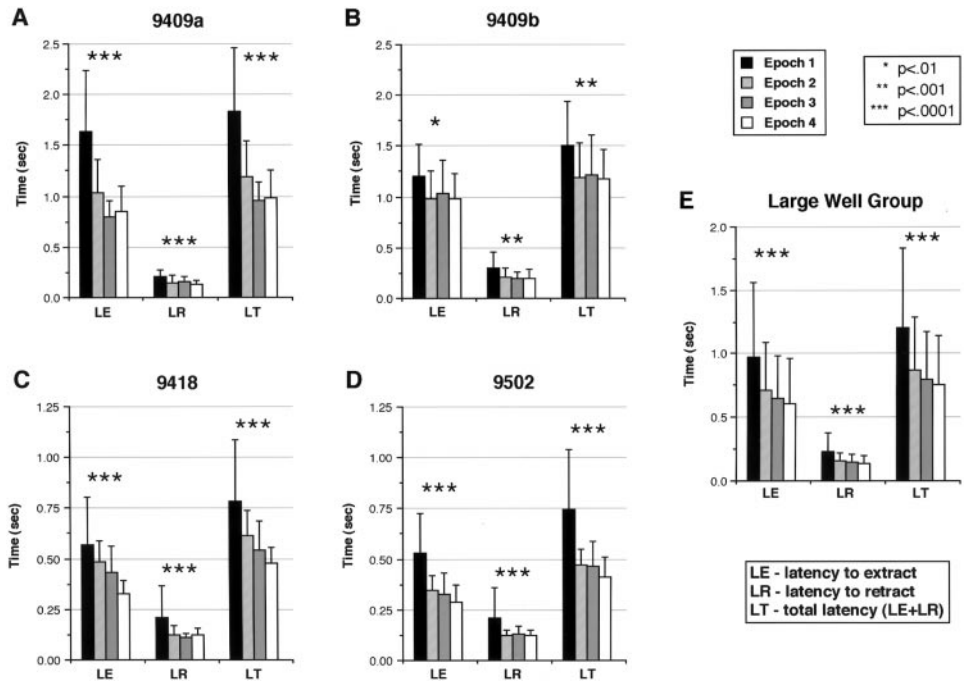 A
9409a
2.5
2.0
1.5
1.0
0.5
0.0
Time (sec)
***
***
***
LE
LR
LT
B
9409b
2.5
2.0
1.5
1.0
0.5
0.0
*
**
**
LE
LR
LT
Epoch 1
Epoch 2
Epoch 3
Epoch 4
* p<.01
** p<.001
*** p<.0001
C
9418
1.25
1.00
0.75
0.50
0.25
0.00
Time (sec)
***
***
***
LE
LR
LT
D
9502
1.25
1.00
0.75
0.50
0.25
0.00
***
***
***
LE
LR
LT
E
Large Well Group
2.0
1.5
1.0
0.5
0.0
Time (sec)
***
***
***
LE
LR
LT
LE - latency to extract
LR - latency to retract
LT - total latency (LE+LR)